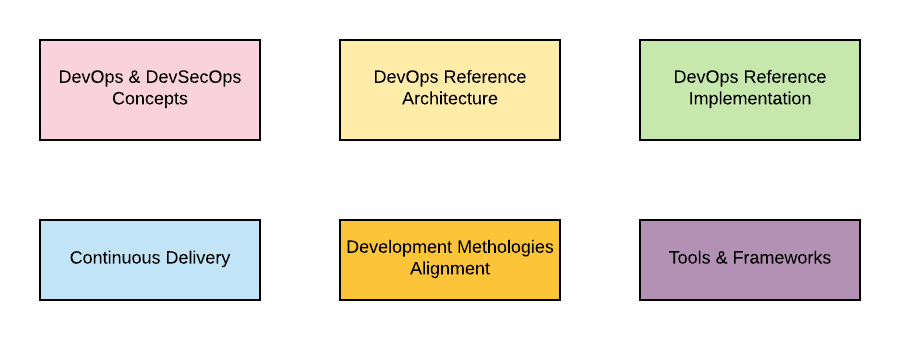 DevOps & DevSecOps
Concepts
DevOps Reference
Architecture
DevOps Reference
Implementation
Continuous Delivery
Development Methologies
Alignment
Tools & Frameworks